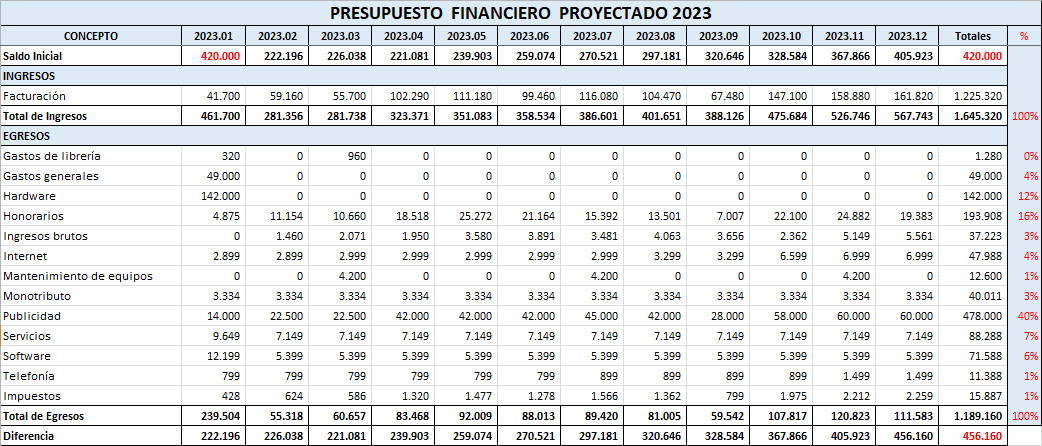 PRESUPUESTO FINANCIERO PROYECTADO 2023
CONCEPTO 2023.01 2023.02 2023.03 2023.04 2023.05 2023.06 2023.07 2023.08 2023.09 2023.10 2023.11 2023.12 Totales %
Saldo Inicial 420.000 222.196 226.038 221.081 239.903 259.074 270.521 297.181 320.646 328.584 367.866 405.923 420.000
INGRESOS
Facturación 41.700 59.160 55.700 102.290 111.180 99.460 116.080 104.470 67.480 147.100 158.880 161.820 1.225.320
Total de Ingresos 461.700 281.356 281.738 323.371 351.083 358.534 386.601 401.651 388.126 475.684 526.746 567.743 1.645.320 100%
EGRESOS
Gastos de librería 320 0 960 0 0 0 0 0 0 0 0 0 1.280 0%
Gastos generales 49.000 0 0 0 0 0 0 0 0 0 0 0 49.000 4%
Hardware 142.000 0 0 0 0 0 0 0 0 0 0 0 142.000 12%
Honorarios 4.875 11.154 10.660 18.518 25.272 21.164 15.392 13.501 7.007 22.100 24.882 19.383 193.908 16%
Ingresos brutos 0 1.460 2.071 1.950 3.580 3.891 3.481 4.063 3.656 2.362 5.149 5.561 37.223 3%
Internet 2.899 2.899 2.999 2.999 2.999 2.999 2.999 3.299 3.299 6.599 6.999 6.999 47.988 4%
Mantenimiento de equipos 0 0 4.200 0 0 0 4.200 0 0 0 4.200 0 12.600 1%
Monotributo 3.334 3.334 3.334 3.334 3.334 3.334 3.334 3.334 3.334 3.334 3.334 3.334 40.011 3%
Publicidad 14.000 22.500 22.500 42.000 42.000 42.000 45.000 42.000 28.000 58.000 60.000 60.000 478.000 40%
Servicios 9.649 7.149 7.149 7.149 7.149 7.149 7.149 7.149 7.149 7.149 7.149 7.149 88.288 7%
Software 12.199 5.399 5.399 5.399 5.399 5.399 5.399 5.399 5.399 5.399 5.399 5.399 71.588 6%
Telefonía 799 799 799 799 799 799 899 899 899 899 1.499 1.499 11.388 1%
Impuestos 428 624 586 1.320 1.477 1.278 1.566 1.362 799 1.975 2.212 2.259 15.887 1%
Total de Egresos 239.504 55.318 60.657 83.468 92.009 88.013 89.420 81.005 59.542 107.817 120.823 111.583 1.189.160 100%
Diferencia 222.196 226.038 221.081 239.903 259.074 270.521 297.181 320.646 328.584 367.866 405.923 456.160 456.160